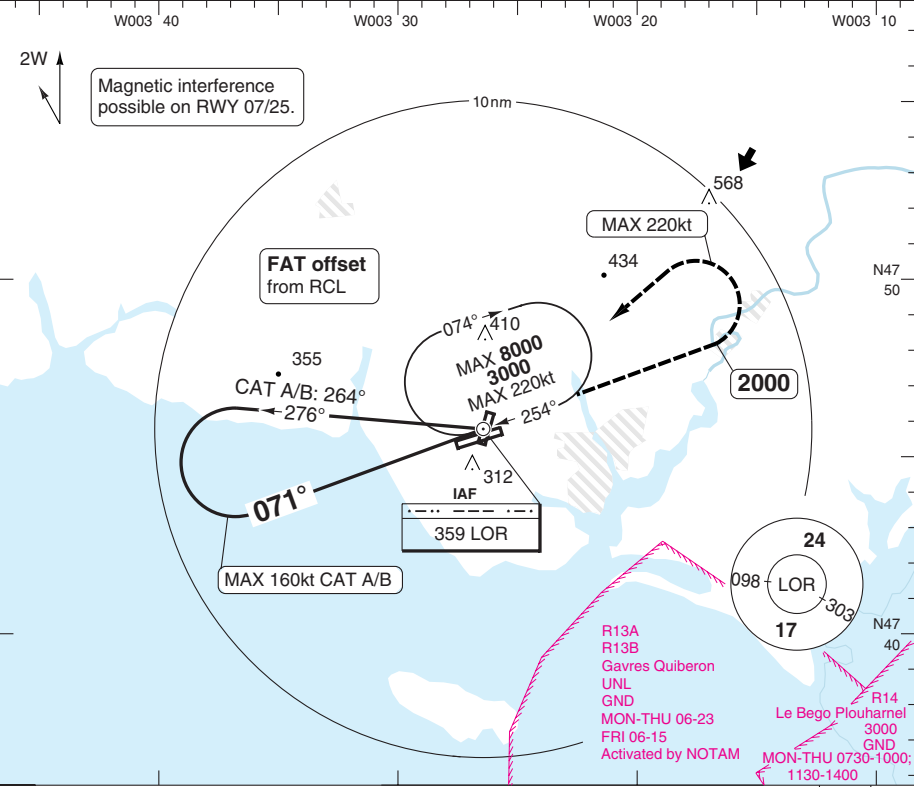 W003 40
W003 30
W003 20
W003 10
2W
Magnetic interference
possible on RWY 07/25.
10nm
568
MAX 220kt
434
N47
50
FAT offset
from RCL
074°
410
MAX 8000
3000
MAX 220kt
355
CAT A/B: 264°
276°
254°
2000
071°
312
IAF
359 LOR
MAX 160kt CAT A/B
24
098
LOR
303
17
N47
40
R13A
R13B
Gavres Quiberon
UNL
GND
MON-THU 06-23
FRI 06-15
Activated by NOTAM
R14
Le Bego Plouharnel
3000
GND
MON-THU 0730-1000;
1130-1400